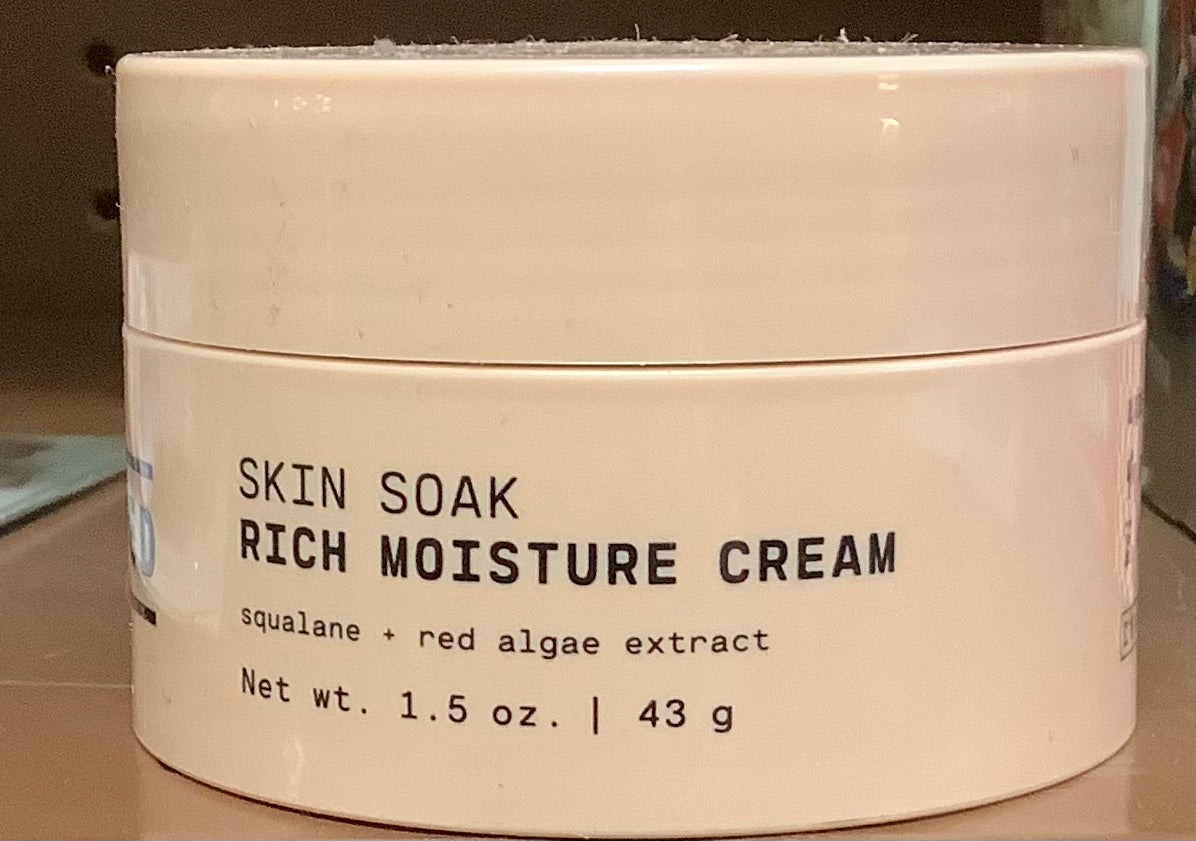 SKIN SOAK
RICH MOISTURE CREAM
squalane + red algae extract
Net wt. 1.5 oz. | 43 g